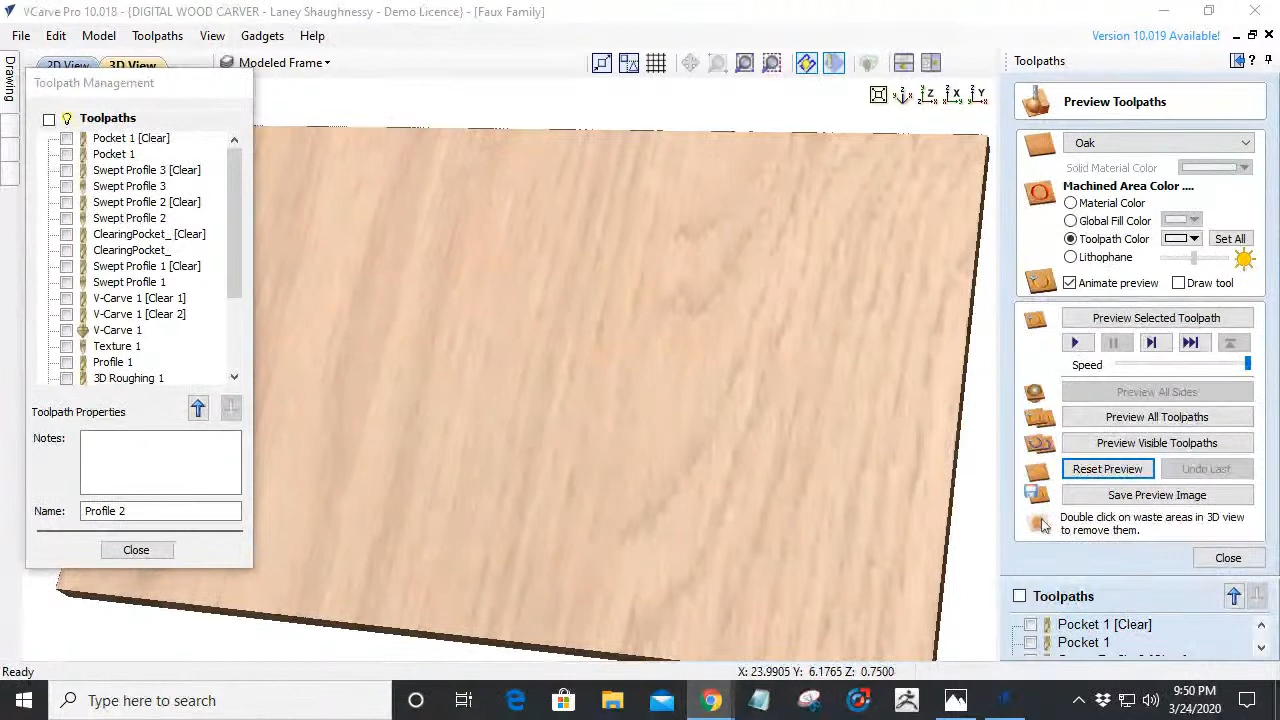 VCarve Pro 10.018 - {DIGITAL WOOD CARVER - Laney Shaughnessy - Demo Licence} - [Faux Family]
File Edit Model Toolpaths View Gadgets Help
Version 10.019 Available!
Drawing
2D View 3D View
Modeled Frame
Toolpath Management
Toolpaths
Pocket 1 [Clear]
Pocket 1
Swept Profile 3 [Clear]
Swept Profile 3
Swept Profile 2 [Clear]
Swept Profile 2
ClearingPocket_ [Clear]
ClearingPocket_
Swept Profile 1 [Clear]
Swept Profile 1
V-Carve 1 [Clear 1]
V-Carve 1 [Clear 2]
V-Carve 1
Texture 1
Profile 1
3D Roughing 1
Toolpath Properties
Notes:
Name: Profile 2
Close
Z X Y
Toolpaths
Preview Toolpaths
Oak
Solid Material Color
Machined Area Color ....
Material Color
Global Fill Color
Toolpath Color Set All
Lithophane
Animate preview Draw tool
Preview Selected Toolpath
Speed
Preview All Sides
Preview All Toolpaths
Preview Visible Toolpaths
Reset Preview Undo Last
Save Preview Image
Double click on waste areas in 3D view
to remove them.
Close
Toolpaths
Pocket 1 [Clear]
Pocket 1
Ready
X: 23.9905 Y: 6.1765 Z: 0.7500
Type here to search
9:50 PM
3/24/2020